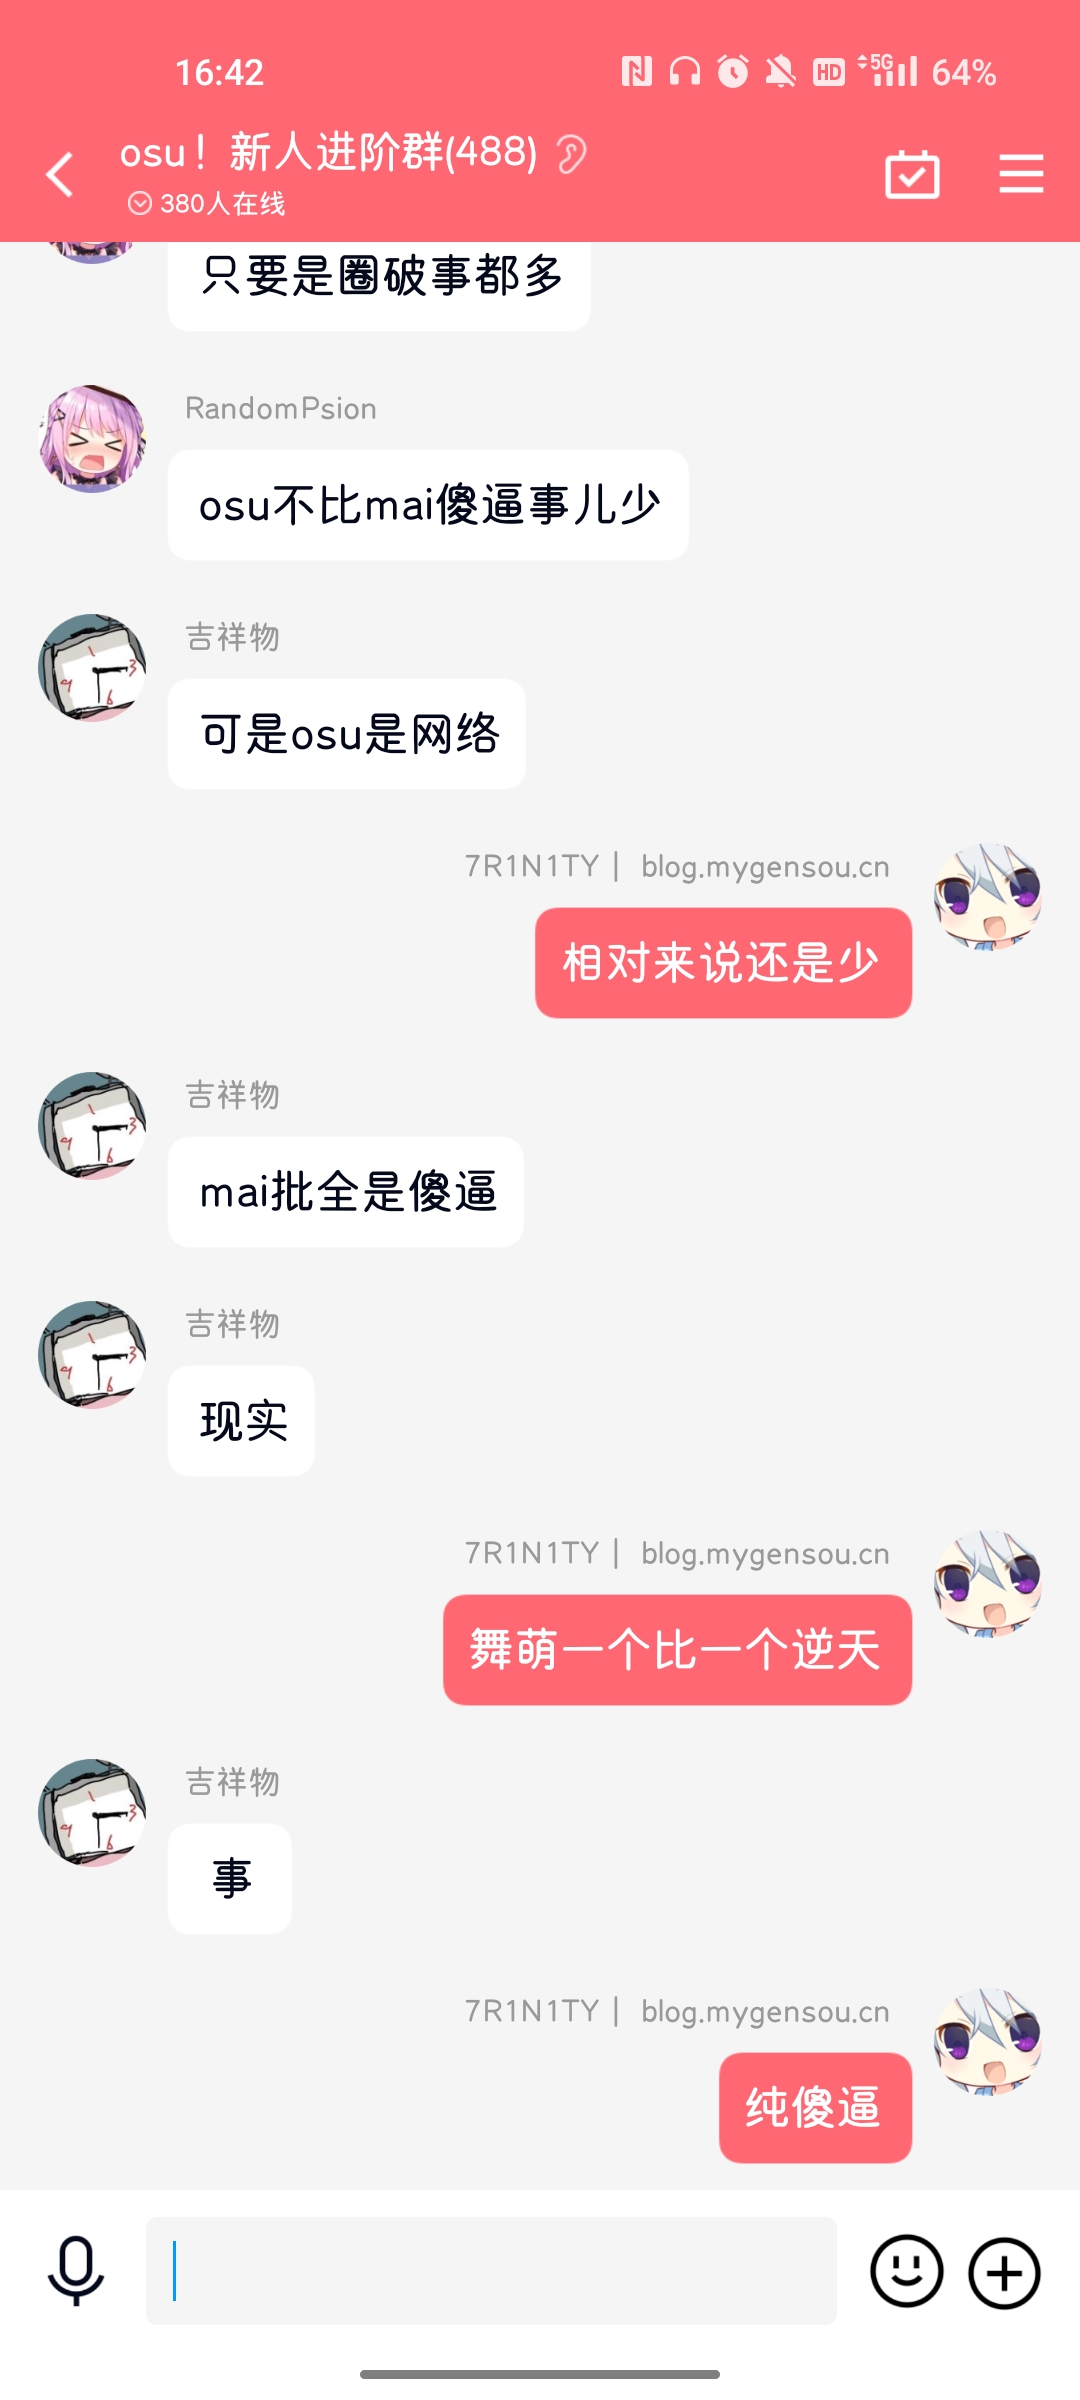 16:42
HD
5G
64%
osu！新人进阶群(488)
380人在线
只要是圈破事都多
RandomPsion
osu不比mai傻逼事儿少
吉祥物
可是osu是网络
7R1N1TY｜ blog.mygensou.cn
相对来说还是少
吉祥物
mai批全是傻逼
吉祥物
现实
7R1N1TY｜ blog.mygensou.cn
舞萌一个比一个逆天
吉祥物
事
7R1N1TY｜ blog.mygensou.cn
纯傻逼